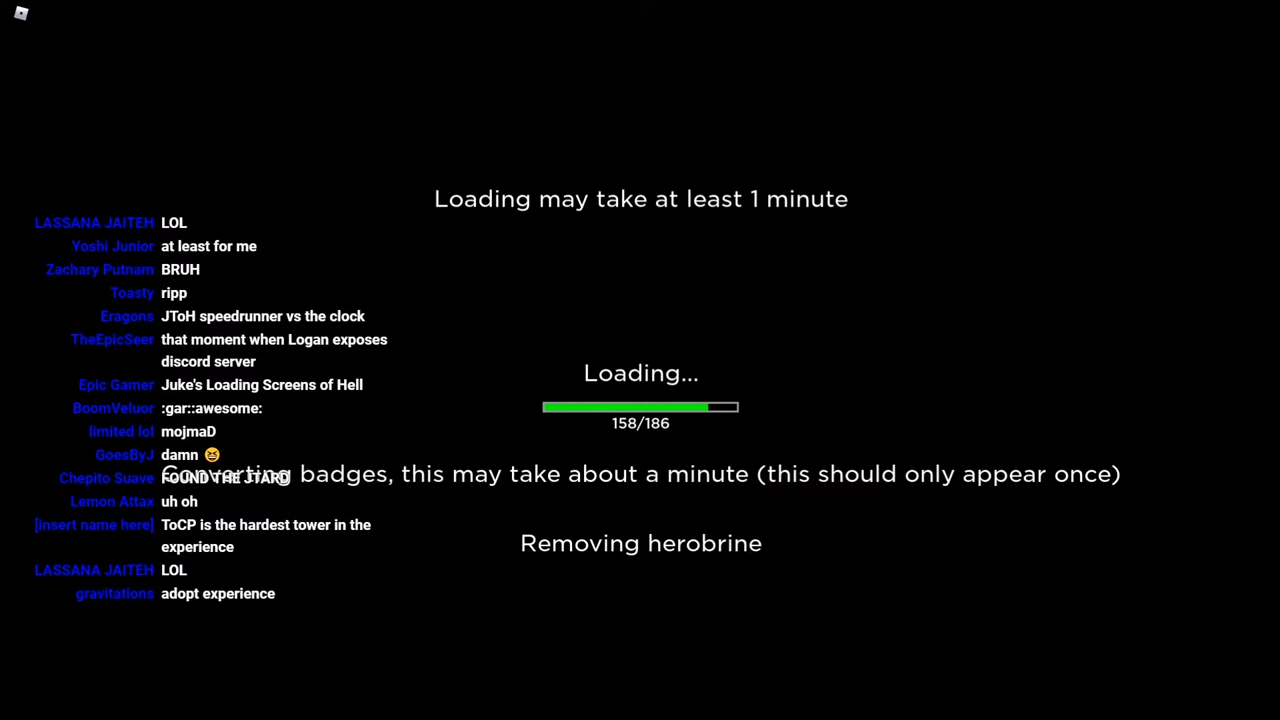 Loading may take at least 1 minute
LASSANA JAITEH LOL
Yoshi Junior at least for me
Zachary Putnam BRUH
Toasty ripp
Eragons JToH speedrunner vs the clock
TheEpicSeer that moment when Logan exposes
discord server
Loading...
Epic Gamer Juke's Loading Screens of Hell
BoomVeluor :gar::awesome:
158/186
limited lol mojmaD
GoesByJ damn 😆
Converting badges, this may take about a minute (this should only appear once)
Chepito Suave FOUND THE JTARD
Lemon Attax uh oh
[insert name here] ToCP is the hardest tower in the
experience
Removing herobrine
LASSANA JAITEH LOL
gravitations adopt experience